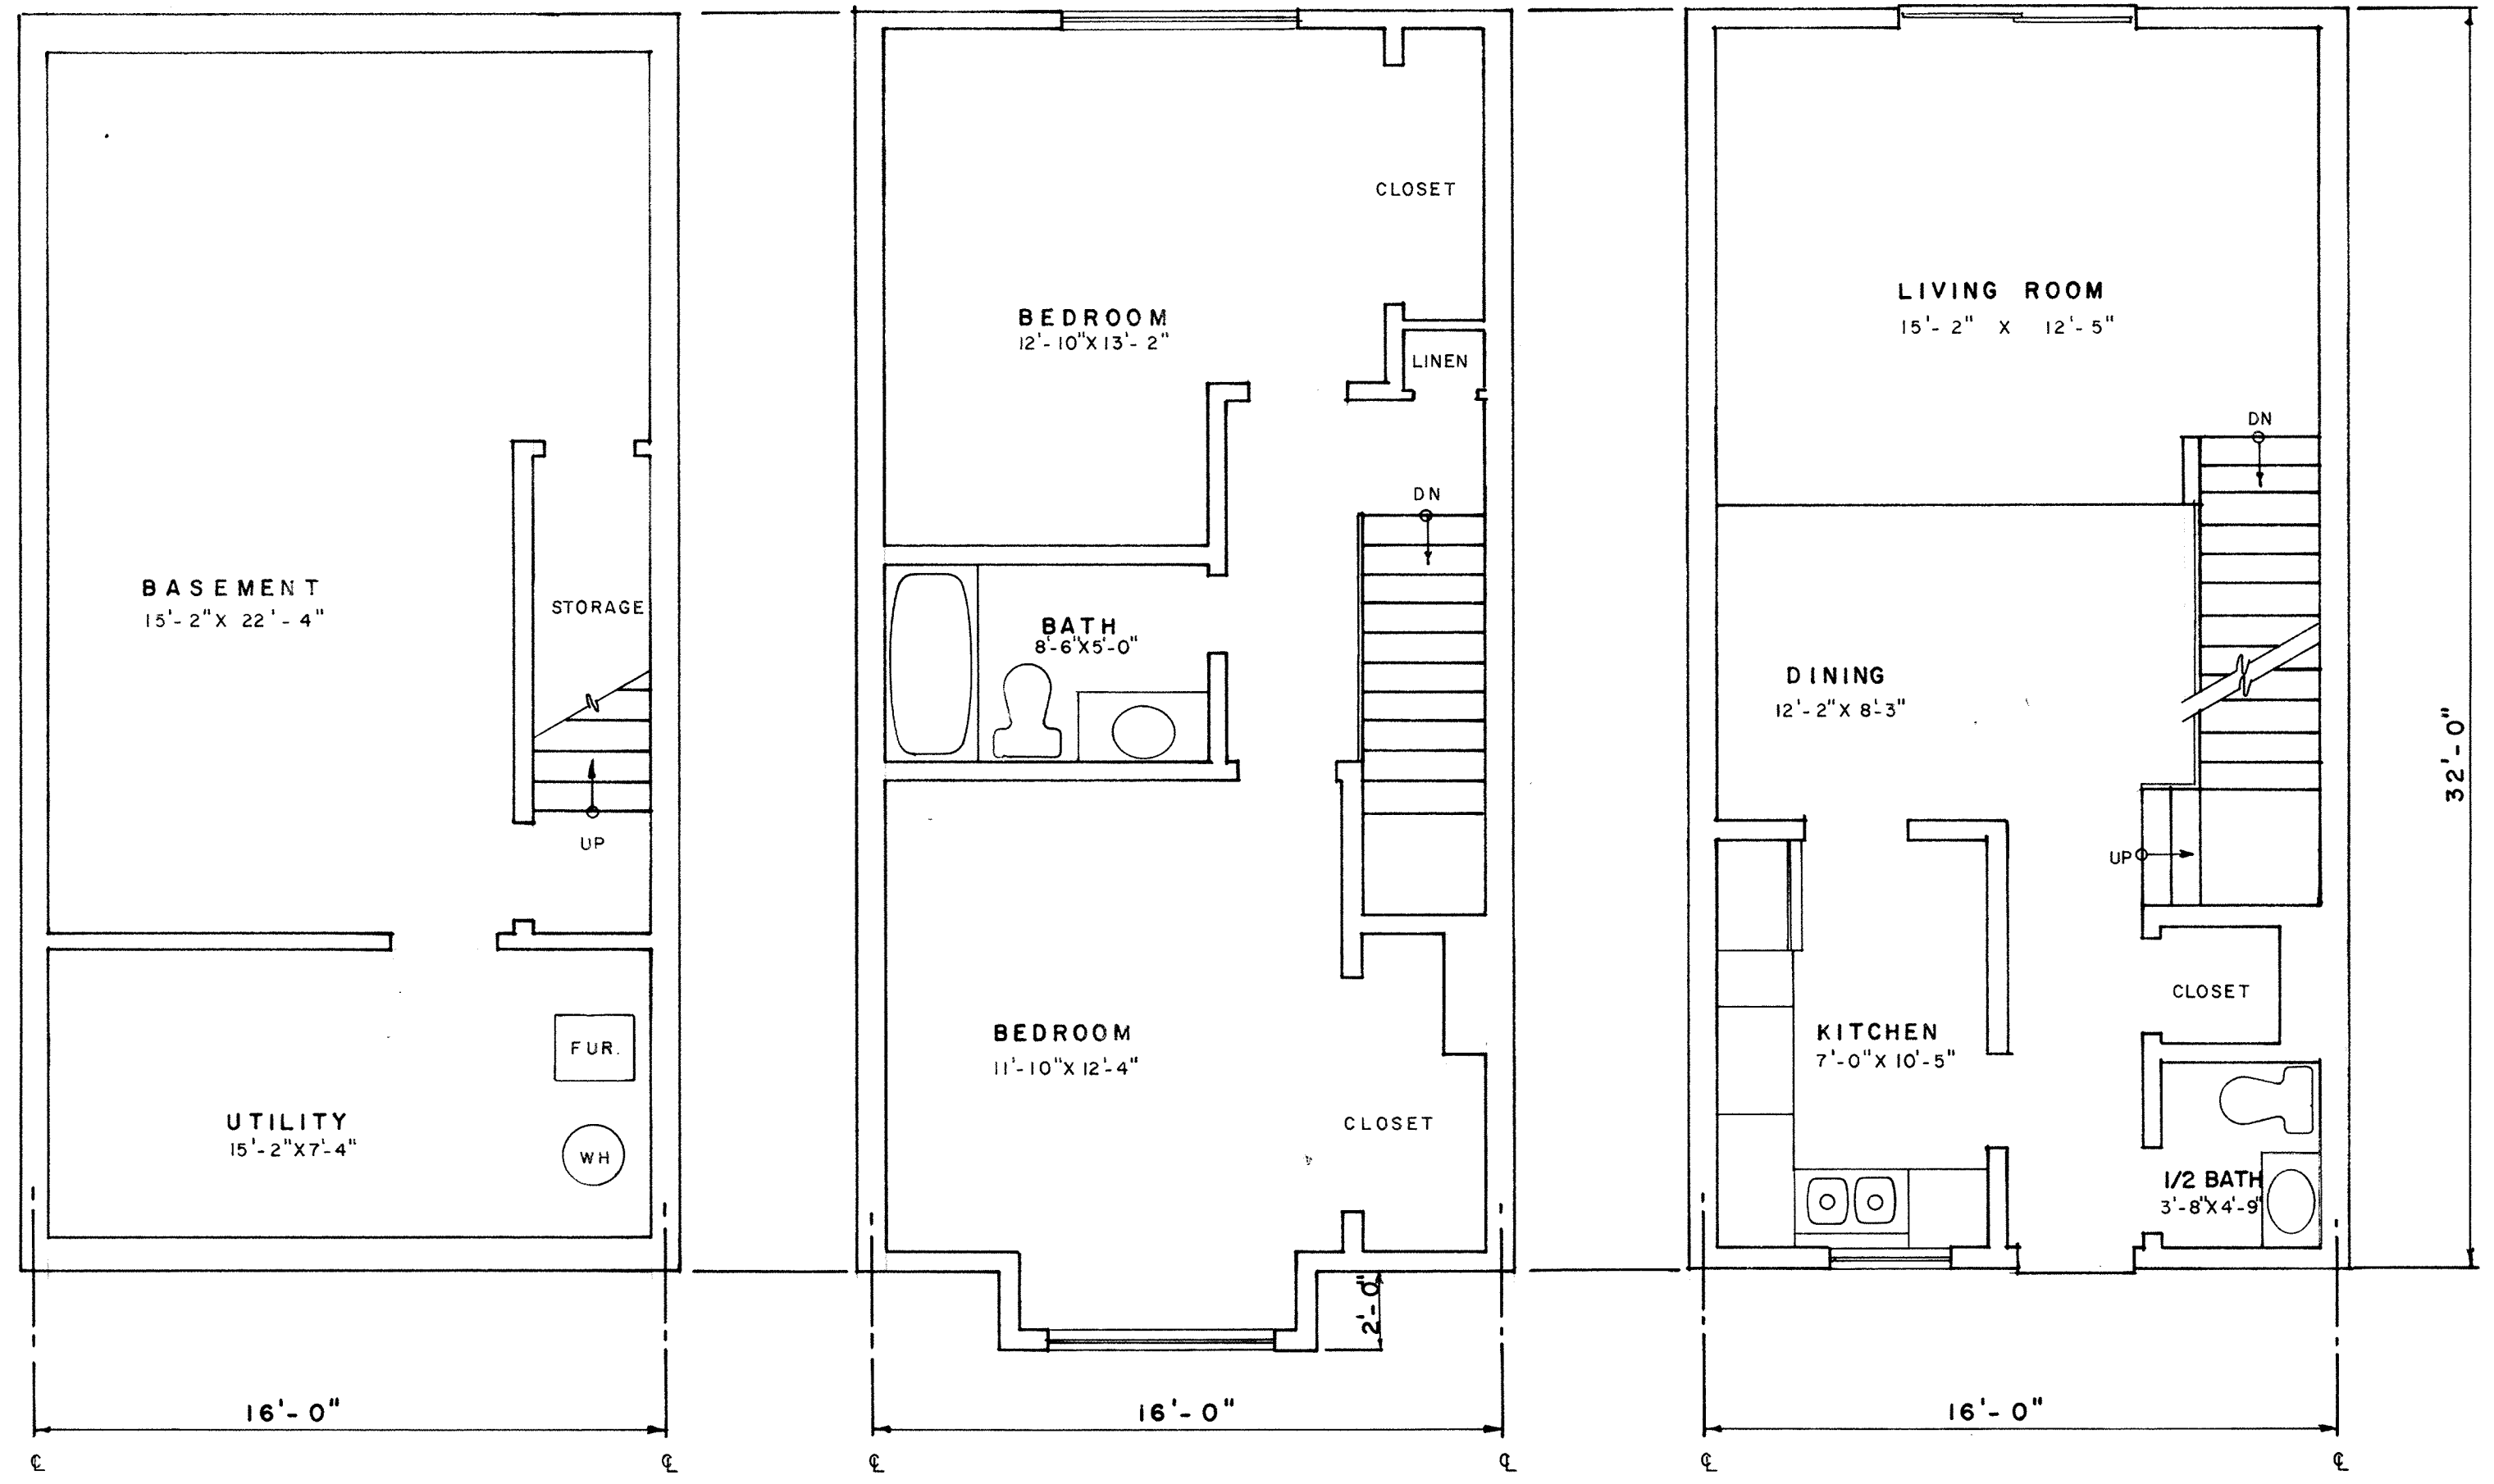 BASEMENT
15'-2"X 22'-4"
STORAGE
UP
FUR.
UTILITY
15'-2"X7'-4"
WH
16'-0"
℄
℄
CLOSET
BEDROOM
12'-10"X13'-2"
LINEN
DN
BATH
8'-6"X5'-0"
BEDROOM
11'-10"X12'-4"
CLOSET
2'-0"
16'-0"
℄
℄
LIVING ROOM
15'-2" X 12'-5"
DN
DINING
12'-2"X8'-3"
UP
CLOSET
KITCHEN
7'-0"X10'-5"
1/2 BATH
3'-8"X4'-9"
32'-0"
16'-0"
℄
℄